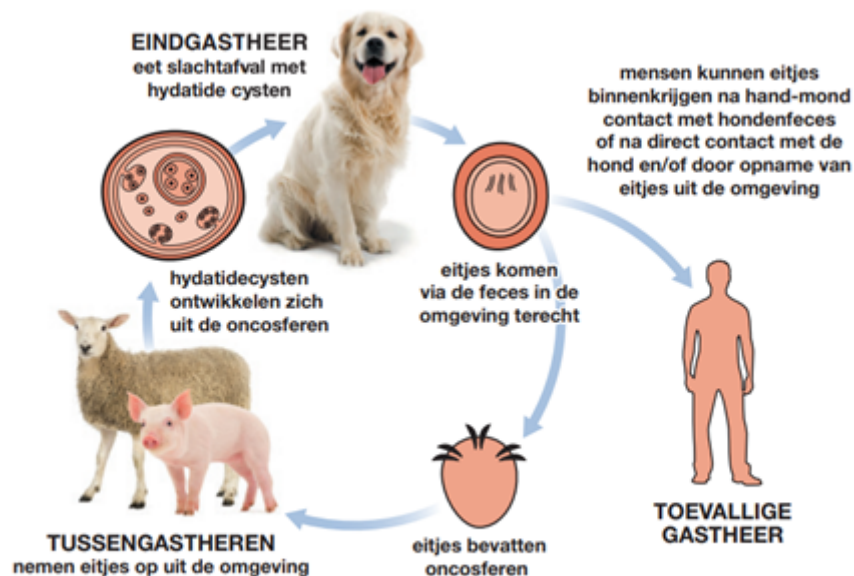 EINDGASTHEER
eet slachtafval met
hydatide cysten
mensen kunnen eitjes
binnenkrijgen na hand-mond
contact met hondenfeces
of na direct contact met de
hond en/of door opname van
eitjes uit de omgeving
hydatidecysten
ontwikkelen zich
uit de oncosferen
eitjes komen
via de feces in de
omgeving terecht
TUSSENGASTHEREN
nemen eitjes op uit de omgeving
eitjes bevatten
oncosferen
TOEVALLIGE
GASTHEER